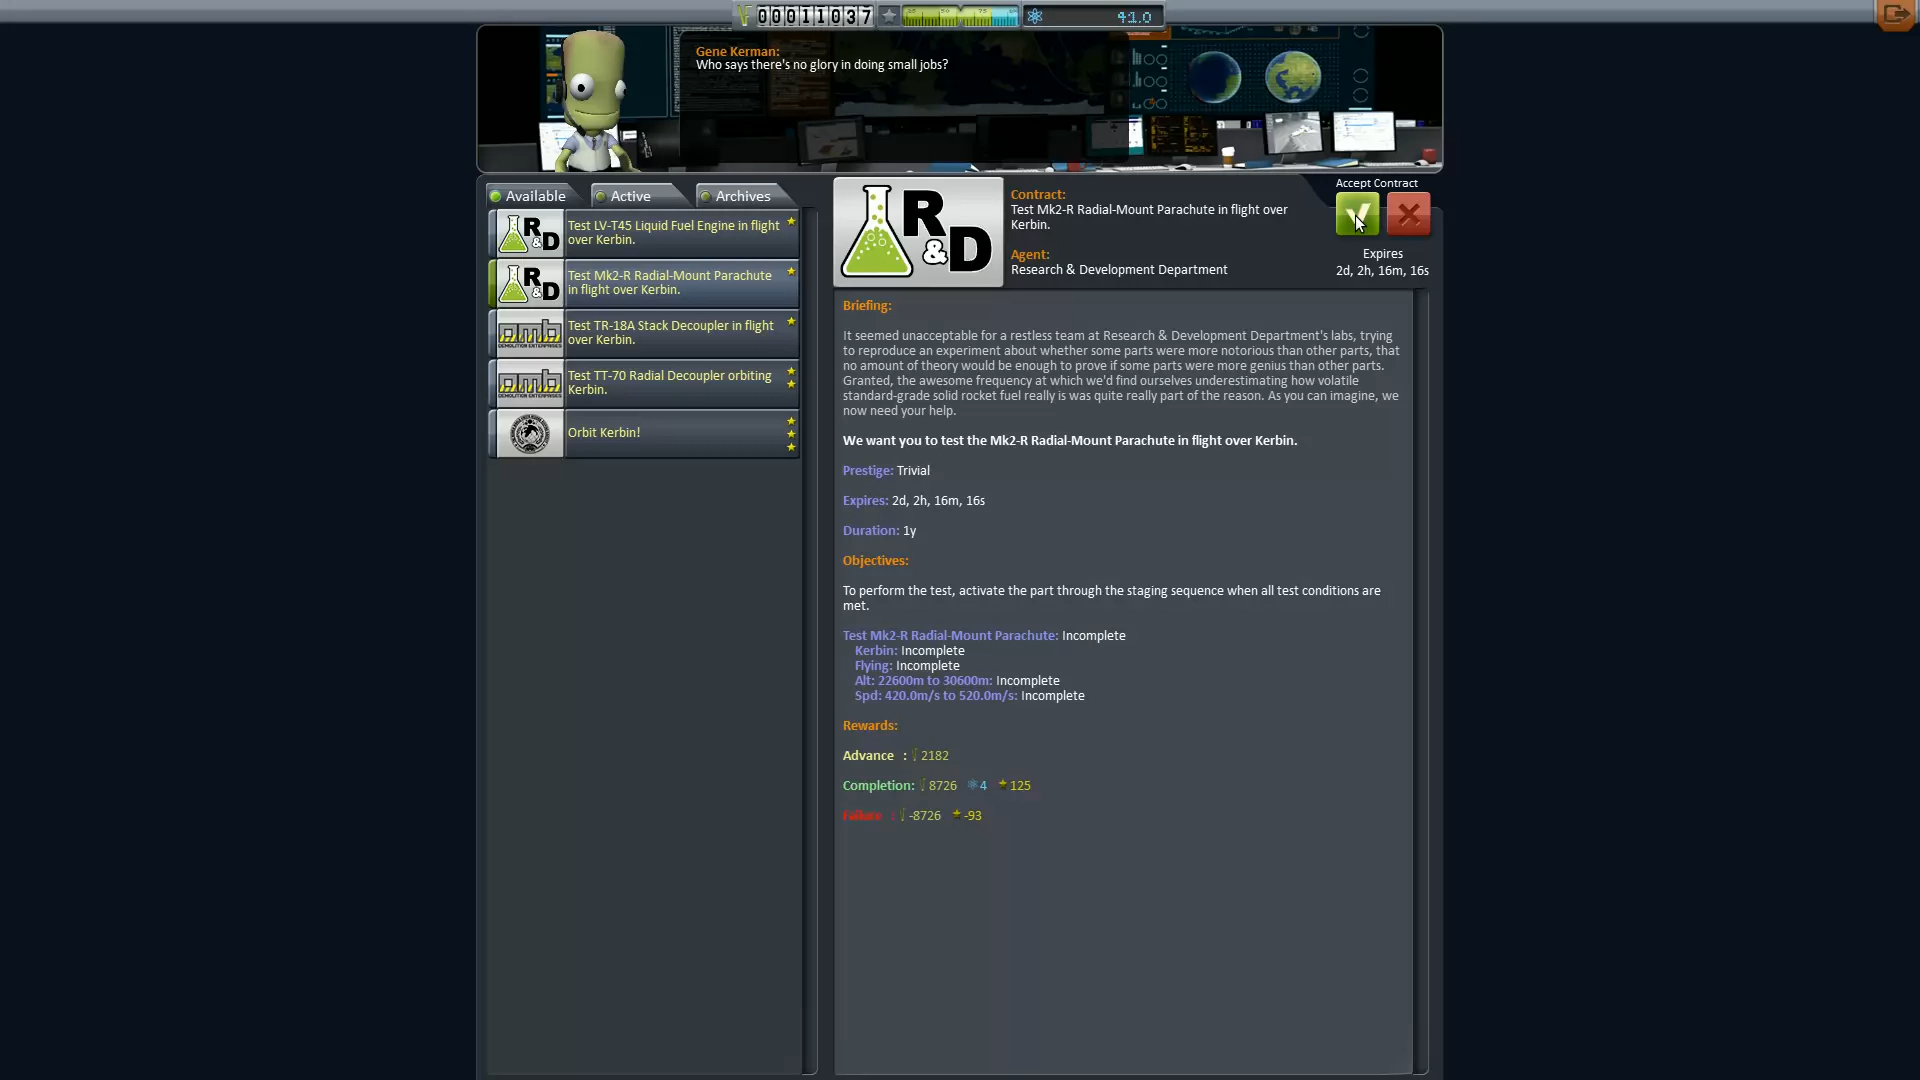 00011037
41.0
Gene Kerman:
Who says there's no glory in doing small jobs?
Available
Active
Archives
Test LV-T45 Liquid Fuel Engine in flight
over Kerbin.
Test Mk2-R Radial-Mount Parachute
in flight over Kerbin.
Test TR-18A Stack Decoupler in flight
over Kerbin.
Test TT-70 Radial Decoupler orbiting
Kerbin.
Orbit Kerbin!
R&D
Contract:
Test Mk2-R Radial-Mount Parachute in flight over
Kerbin.
Agent:
Research & Development Department
Accept Contract
Expires
2d, 2h, 16m, 16s
Briefing:
It seemed unacceptable for a restless team at Research & Development Department's labs, trying
to reproduce an experiment about whether some parts were more notorious than other parts, that
no amount of theory would be enough to prove if some parts were more genius than other parts.
Granted, the awesome frequency at which we'd find ourselves underestimating how volatile
standard-grade solid rocket fuel really is was quite really part of the reason. As you can imagine, we
now need your help.
We want you to test the Mk2-R Radial-Mount Parachute in flight over Kerbin.
Prestige: Trivial
Expires: 2d, 2h, 16m, 16s
Duration: 1y
Objectives:
To perform the test, activate the part through the staging sequence when all test conditions are
met.
Test Mk2-R Radial-Mount Parachute: Incomplete
Kerbin: Incomplete
Flying: Incomplete
Alt: 22600m to 30600m: Incomplete
Spd: 420.0m/s to 520.0m/s: Incomplete
Rewards:
Advance : 2182
Completion: 8726 4 125
Failure : -8726 -93